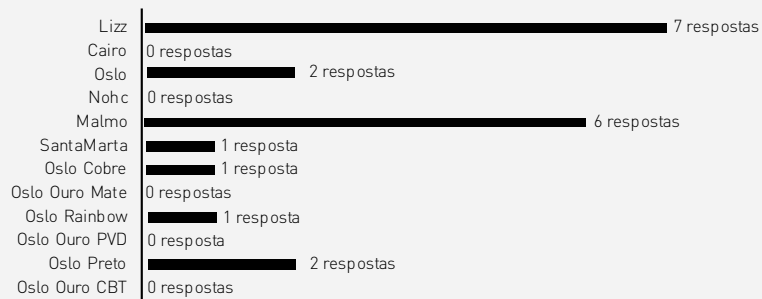 Lizz 7 respostas
Cairo 0 respostas
Oslo 2 respostas
Nohc 0 respostas
Malmo 6 respostas
SantaMarta 1 resposta
Oslo Cobre 1 resposta
Oslo Ouro Mate 0 respostas
Oslo Rainbow 1 resposta
Oslo Ouro PVD 0 resposta
Oslo Preto 2 respostas
Oslo Ouro CBT 0 respostas